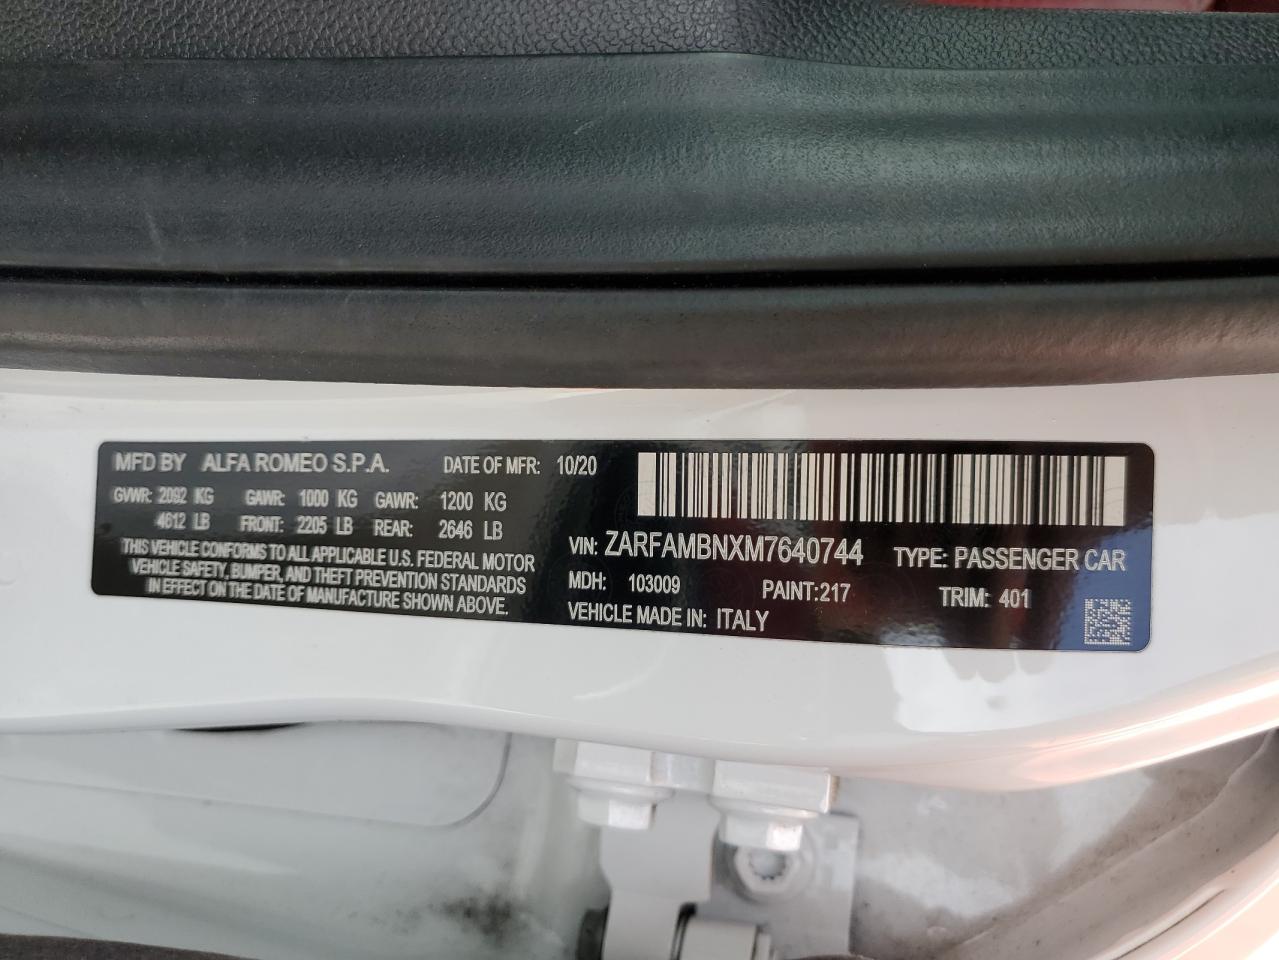 MFD BY ALFA ROMEO S.P.A. DATE OF MFR: 10/20
GVWR: 2092 KG GAWR: 1000 KG GAWR: 1200 KG
4612 LB FRONT: 2205 LB REAR: 2646 LB
THIS VEHICLE CONFORMS TO ALL APPLICABLE U.S. FEDERAL MOTOR
VEHICLE SAFETY, BUMPER, AND THEFT PREVENTION STANDARDS
IN EFFECT ON THE DATE OF MANUFACTURE SHOWN ABOVE.
VIN: ZARFAMBNXM7640744 TYPE: PASSENGER CAR
MDH: 103009 PAINT:217 TRIM: 401
VEHICLE MADE IN: ITALY